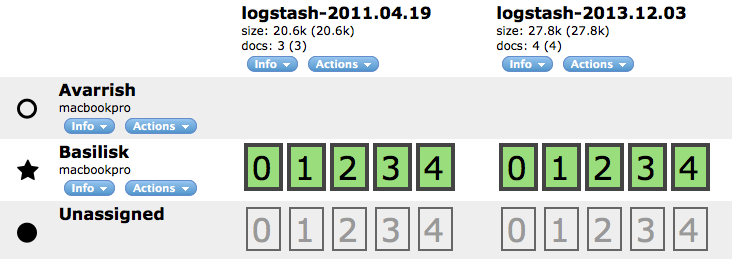 logstash-2011.04.19 logstash-2013.12.03
size: 20.6k (20.6k) size: 27.8k (27.8k)
docs: 3 (3) docs: 4 (4)
Info Actions Info Actions
Avarrish
macbookpro
Info Actions
Basilisk
macbookpro
Info Actions
0 1 2 3 4 0 1 2 3 4
Unassigned
0 1 2 3 4 0 1 2 3 4